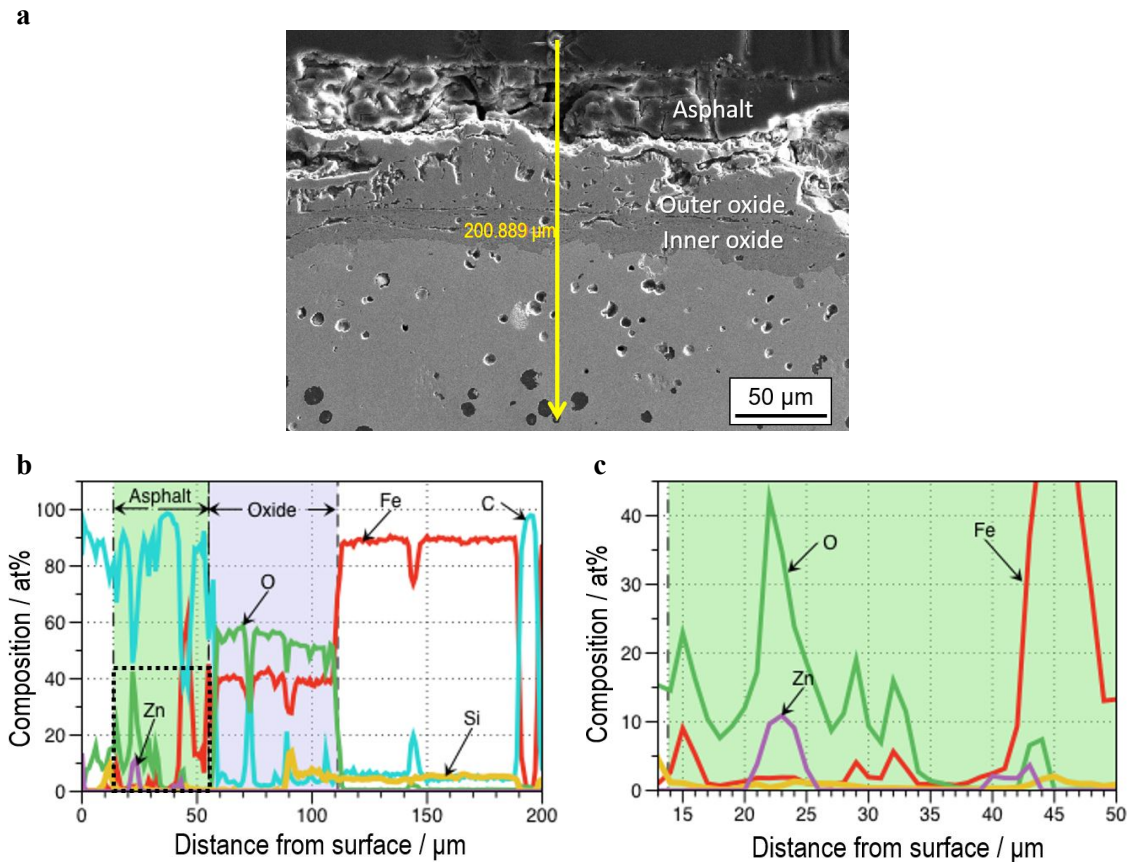 a
Asphalt
Outer oxide
200.889 µm
Inner oxide
50 µm
b
Composition / at%
110
100
80
60
40
20
0
Asphalt
Oxide
Fe
C
O
Zn
Si
0
50
100
150
200
Distance from surface / µm
c
Composition / at%
40
30
20
10
0
O
Fe
Zn
15
20
25
30
35
40
45
50
Distance from surface / µm